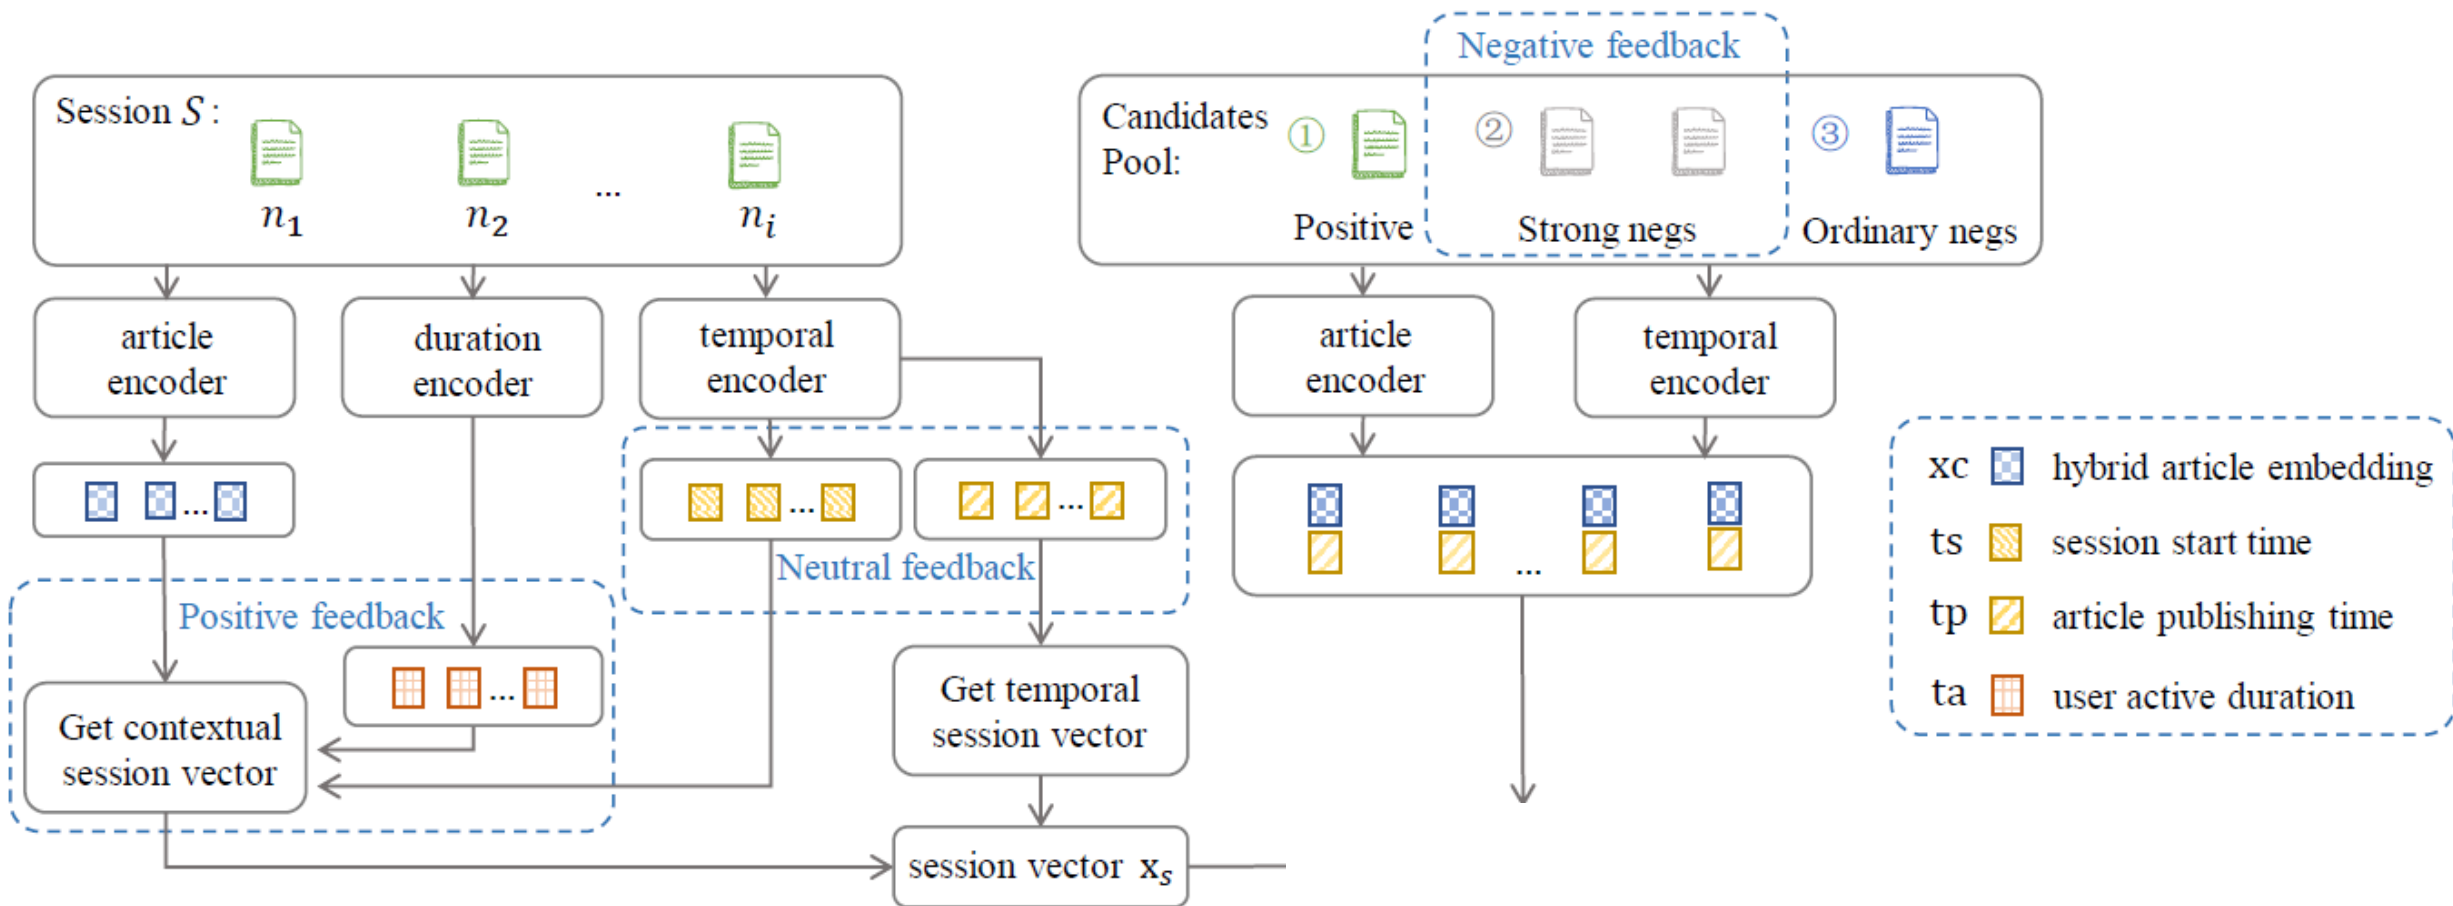 Negative feedback
Session S :
n1
n2
...
ni
Candidates
Pool:
①
②
③
Positive
Strong negs
Ordinary negs
article
encoder
duration
encoder
temporal
encoder
article
encoder
temporal
encoder
...
...
...
Neutral feedback
...
Positive feedback
...
Get contextual
session vector
Get temporal
session vector
session vector xs
xc hybrid article embedding
ts session start time
tp article publishing time
ta user active duration